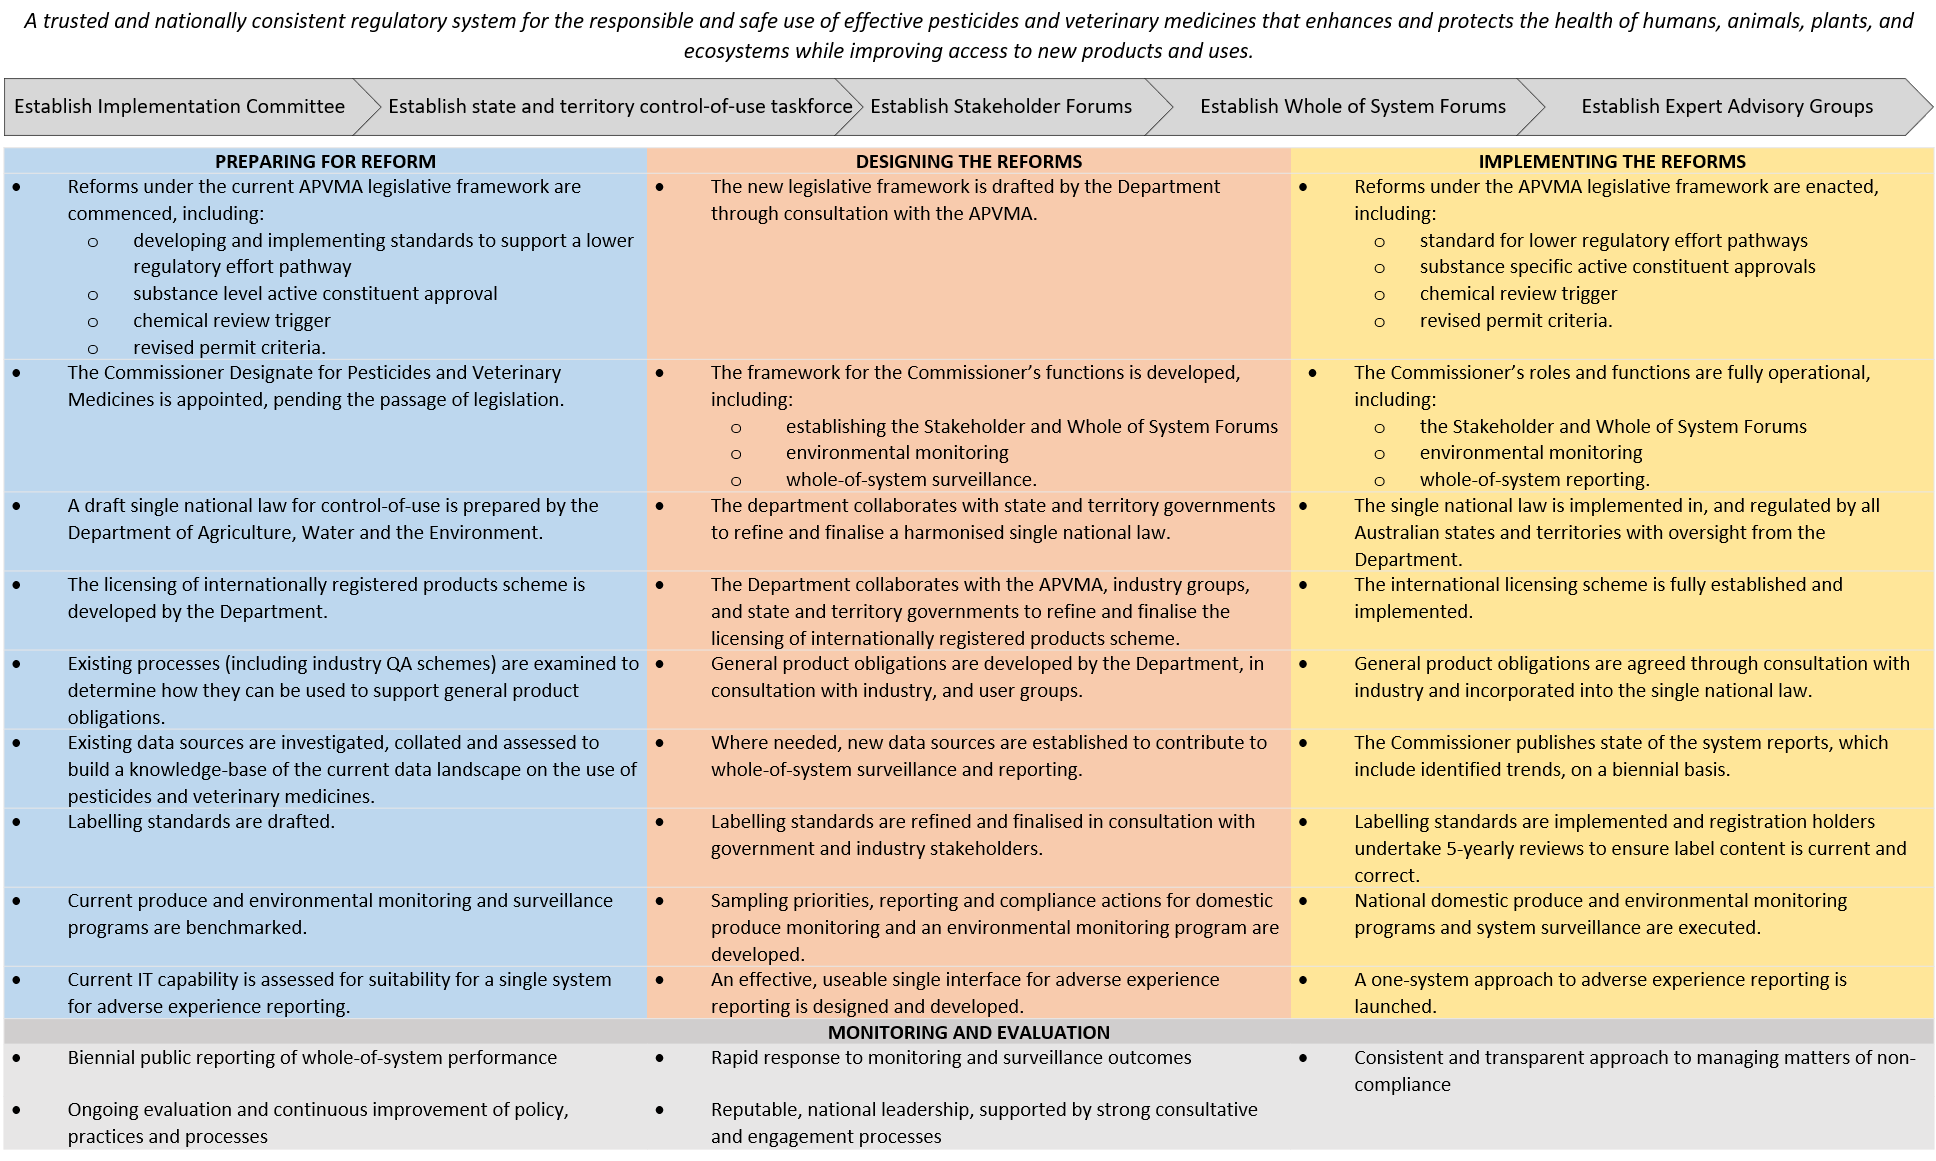 A trusted and nationally consistent regulatory system for the responsible and safe use of effective pesticides and veterinary medicines that enhances and protects the health of humans, animals, plants, and
ecosystems while improving access to new products and uses.
Establish Implementation Committee
Establish state and territory control-of-use taskforce
Establish Stakeholder Forums
Establish Whole of System Forums
Establish Expert Advisory Groups
PREPARING FOR REFORM
DESIGNING THE REFORMS
IMPLEMENTING THE REFORMS
• Reforms under the current APVMA legislative framework are
commenced, including:
o developing and implementing standards to support a lower
regulatory effort pathway
o substance level active constituent approval
o chemical review trigger
o revised permit criteria.
• The new legislative framework is drafted by the Department
through consultation with the APVMA.
• Reforms under the APVMA legislative framework are enacted,
including:
o standard for lower regulatory effort pathways
o substance specific active constituent approvals
o chemical review trigger
o revised permit criteria.
• The Commissioner Designate for Pesticides and Veterinary
Medicines is appointed, pending the passage of legislation.
• The framework for the Commissioner’s functions is developed,
including:
o establishing the Stakeholder and Whole of System Forums
o environmental monitoring
o whole-of-system surveillance.
• The Commissioner’s roles and functions are fully operational,
including:
o the Stakeholder and Whole of System Forums
o environmental monitoring
o whole-of-system reporting.
• A draft single national law for control-of-use is prepared by the
Department of Agriculture, Water and the Environment.
• The department collaborates with state and territory governments
to refine and finalise a harmonised single national law.
• The single national law is implemented in, and regulated by all
Australian states and territories with oversight from the
Department.
• The licensing of internationally registered products scheme is
developed by the Department.
• The Department collaborates with the APVMA, industry groups,
and state and territory governments to refine and finalise the
licensing of internationally registered products scheme.
• The international licensing scheme is fully established and
implemented.
• Existing processes (including industry QA schemes) are examined to
determine how they can be used to support general product
obligations.
• General product obligations are developed by the Department, in
consultation with industry, and user groups.
• General product obligations are agreed through consultation with
industry and incorporated into the single national law.
• Existing data sources are investigated, collated and assessed to
build a knowledge-base of the current data landscape on the use of
pesticides and veterinary medicines.
• Where needed, new data sources are established to contribute to
whole-of-system surveillance and reporting.
• The Commissioner publishes state of the system reports, which
include identified trends, on a biennial basis.
• Labelling standards are drafted.
• Labelling standards are refined and finalised in consultation with
government and industry stakeholders.
• Labelling standards are implemented and registration holders
undertake 5-yearly reviews to ensure label content is current and
correct.
• Current produce and environmental monitoring and surveillance
programs are benchmarked.
• Sampling priorities, reporting and compliance actions for domestic
produce monitoring and an environmental monitoring program are
developed.
• National domestic produce and environmental monitoring
programs and system surveillance are executed.
• Current IT capability is assessed for suitability for a single system
for adverse experience reporting.
• An effective, useable single interface for adverse experience
reporting is designed and developed.
• A one-system approach to adverse experience reporting is
launched.
MONITORING AND EVALUATION
• Biennial public reporting of whole-of-system performance
• Rapid response to monitoring and surveillance outcomes
• Consistent and transparent approach to managing matters of non-
compliance
• Ongoing evaluation and continuous improvement of policy,
practices and processes
• Reputable, national leadership, supported by strong consultative
and engagement processes